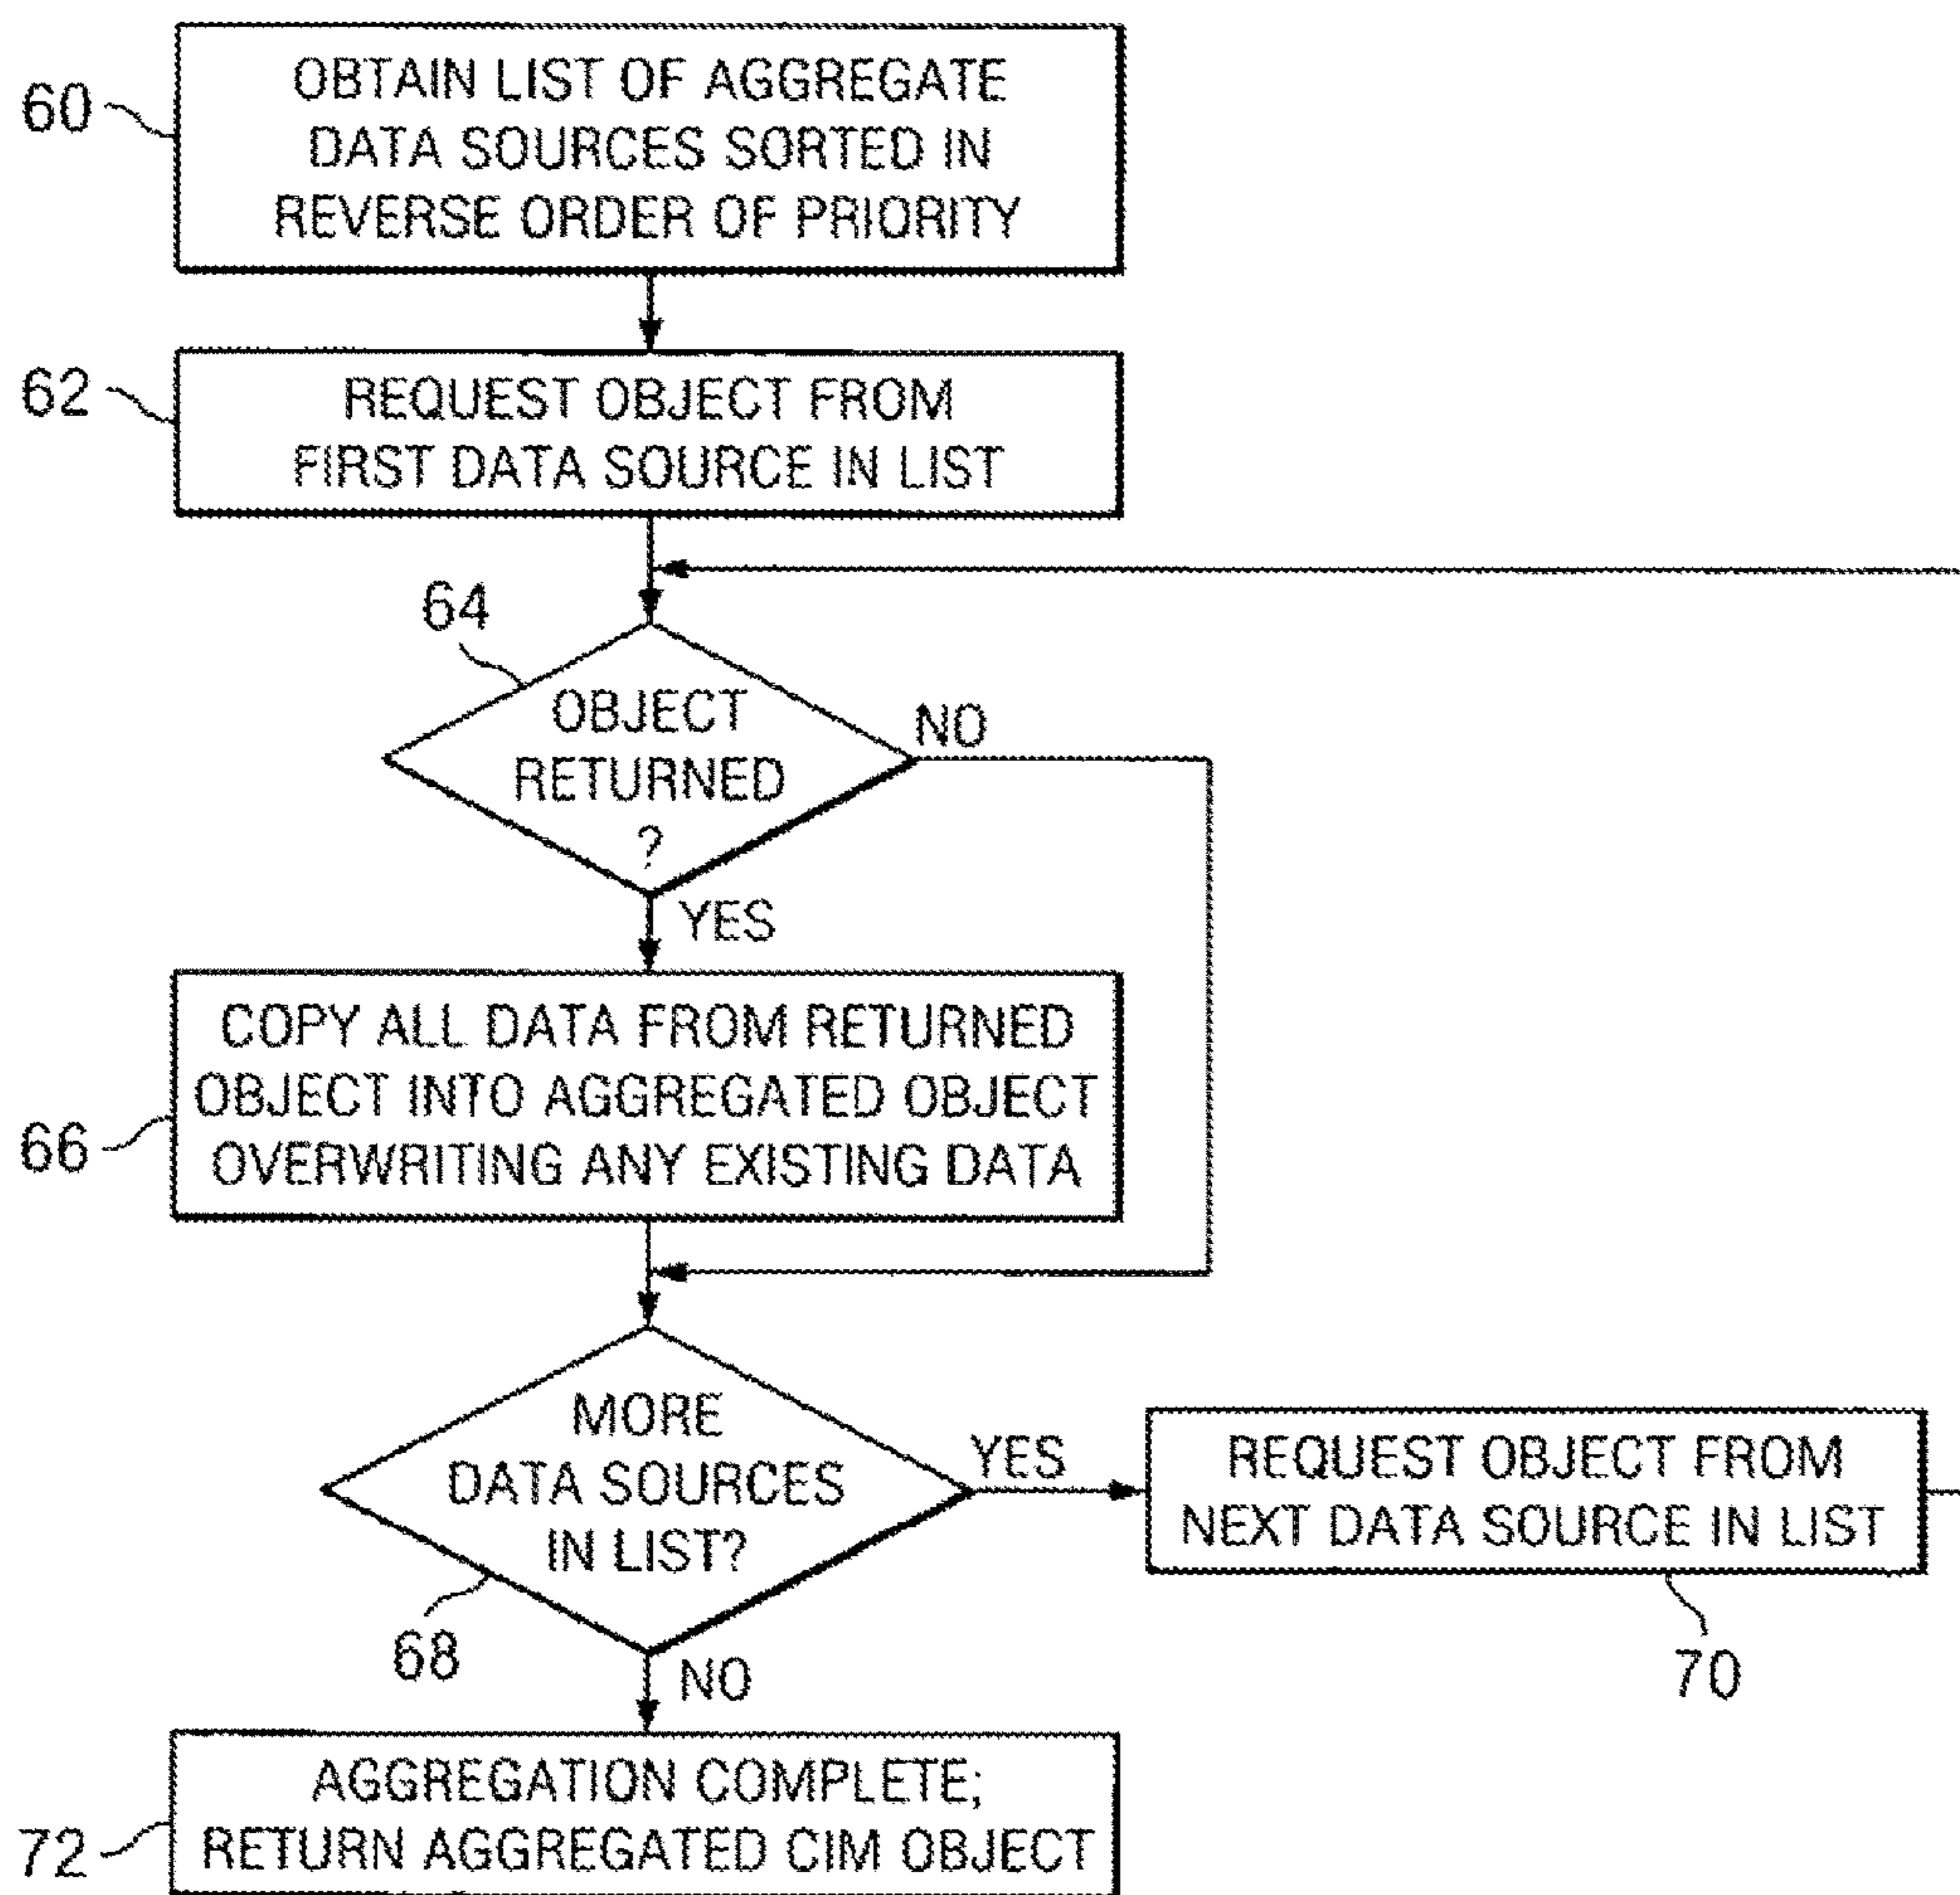 60
OBTAIN LIST OF AGGREGATE
DATA SOURCES SORTED IN
REVERSE ORDER OF PRIORITY
62
REQUEST OBJECT FROM
FIRST DATA SOURCE IN LIST
64
OBJECT
RETURNED
?
NO
YES
66
COPY ALL DATA FROM RETURNED
OBJECT INTO AGGREGATED OBJECT
OVERWRITING ANY EXISTING DATA
MORE
DATA SOURCES
IN LIST?
68
YES
REQUEST OBJECT FROM
NEXT DATA SOURCE IN LIST
70
NO
72
AGGREGATION COMPLETE;
RETURN AGGREGATED CIM OBJECT